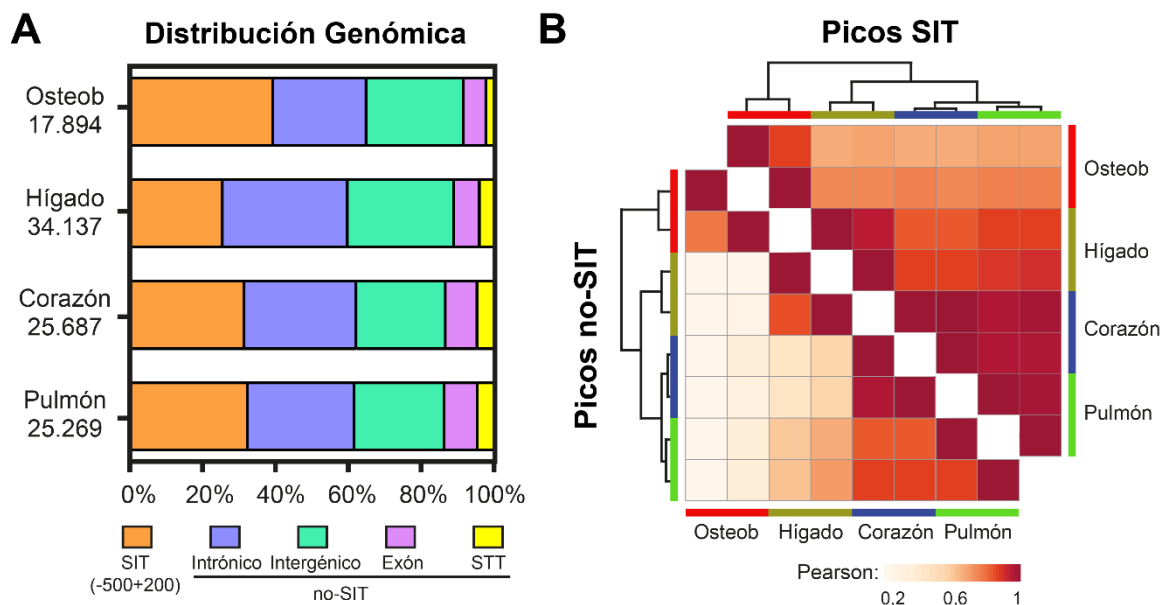 A
Distribución Genómica
Osteob
17.894
Hígado
34.137
Corazón
25.687
Pulmón
25.269
0% 20% 40% 60% 80% 100%
SIT
(-500+200)
Intrónico Intergénico Exón STT
no-SIT
B
Picos SIT
Picos no-SIT
Osteob
Hígado
Corazón
Pulmón
Osteob Hígado Corazón Pulmón
Pearson:
0.2 0.6 1